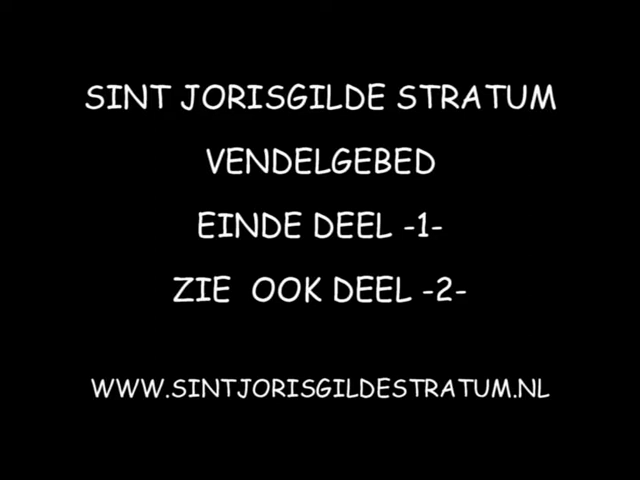 SINT JORISGILDE STRATUM
VENDELGEBED
EINDE DEEL -1-
ZIE OOK DEEL -2-
WWW.SINTJORISGILDESTRATUM.NL